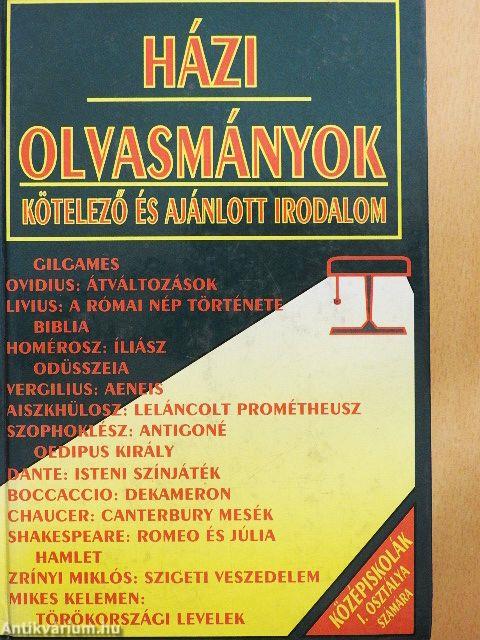 HÁZI
OLVASMÁNYOK
KÖTELEZŐ ÉS AJÁNLOTT IRODALOM
GILGAMES
OVIDIUS: ÁTVÁLTOZÁSOK
LIVIUS: A RÓMAI NÉP TÖRTÉNETE
BIBLIA
HOMÉROSZ: ÍLIÁSZ
ODÜSSZEIA
VERGILIUS: AENEIS
AISZKHÜLOSZ: LELÁNCOLT PROMÉTHEUSZ
SZOPHOKLÉSZ: ANTIGONÉ
OEDIPUS KIRÁLY
DANTE: ISTENI SZÍNJÁTÉK
BOCCACCIO: DEKAMERON
CHAUCER: CANTERBURY MESÉK
SHAKESPEARE: ROMEO ÉS JÚLIA
HAMLET
ZRÍNYI MIKLÓS: SZIGETI VESZEDELEM
MIKES KELEMEN:
TÖRÖKORSZÁGI LEVELEK
KÖZÉPISKOLÁK
I. OSZTÁLYA
SZÁMÁRA
Antikvarium.hu